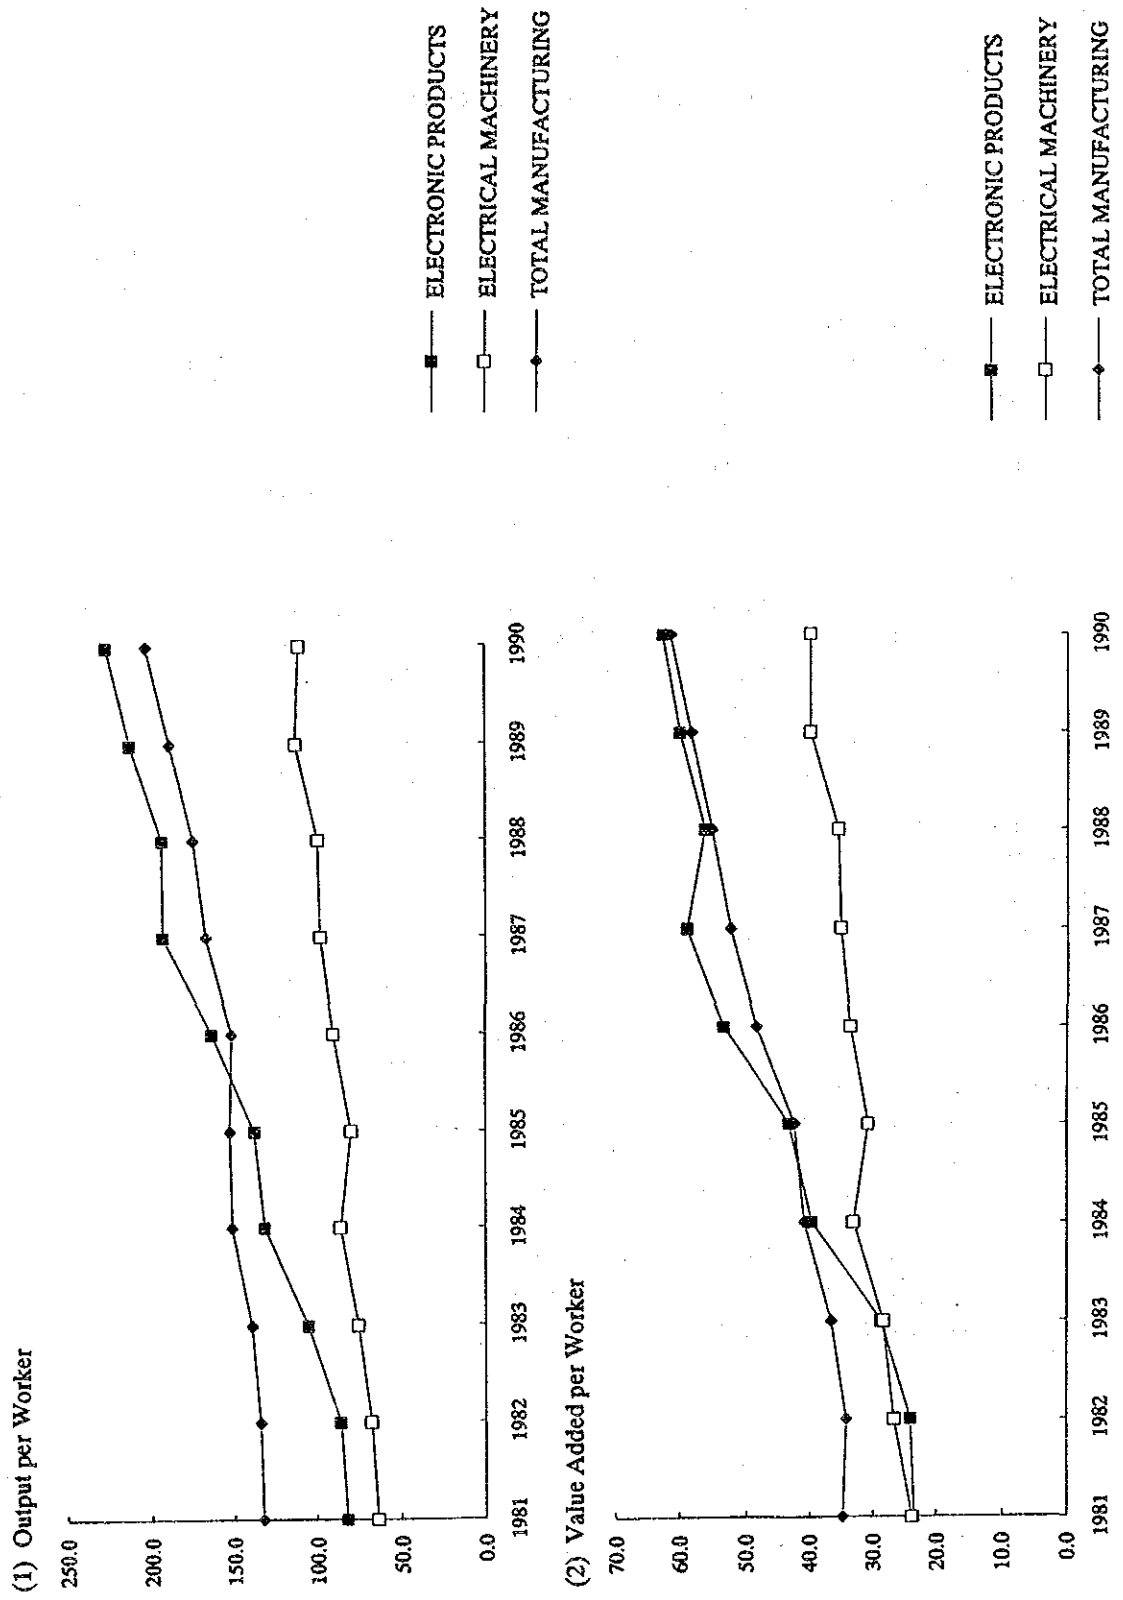 (1) Output per Worker
250.0
200.0
150.0
100.0
50.0
0.0
1981 1982 1983 1984 1985 1986 1987 1988 1989 1990
ELECTRONIC PRODUCTS
ELECTRICAL MACHINERY
TOTAL MANUFACTURING
(2) Value Added per Worker
70.0
60.0
50.0
40.0
30.0
20.0
10.0
0.0
1981 1982 1983 1984 1985 1986 1987 1988 1989 1990
ELECTRONIC PRODUCTS
ELECTRICAL MACHINERY
TOTAL MANUFACTURING